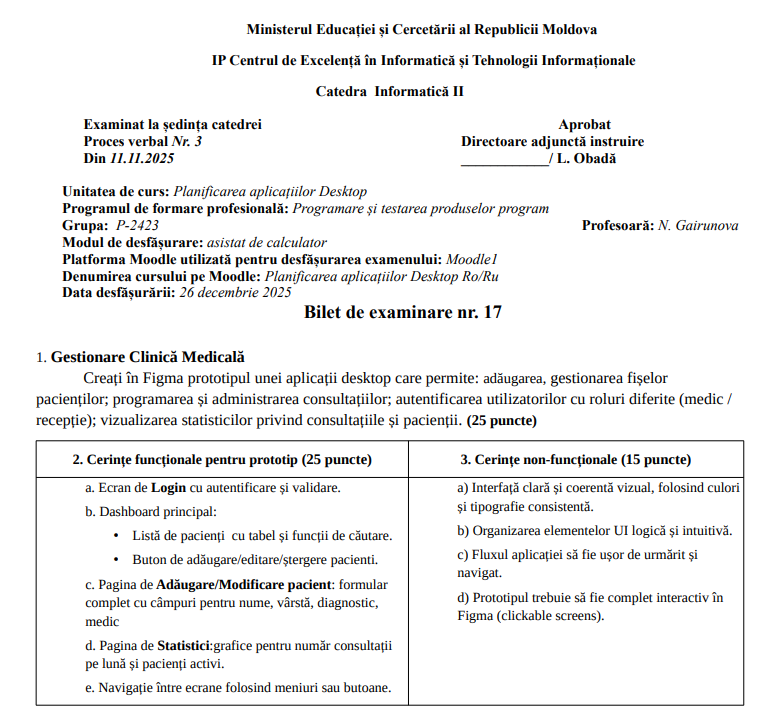 Ministerul Educației și Cercetării al Republicii Moldova
IP Centrul de Excelență în Informatică și Tehnologii Informaționale
Catedra Informatică II
Examinat la ședința catedrei
Proces verbal Nr. 3
Din 11.11.2025
Aprobat
Directoare adjunctă instruire
_____________/ L. Obadă
Unitatea de curs: Planificarea aplicațiilor Desktop
Programul de formare profesională: Programare și testarea produselor program
Grupa: P-2423 Profesoară: N. Gairunova
Modul de desfășurare: asistat de calculator
Platforma Moodle utilizată pentru desfășurarea examenului: Moodle1
Denumirea cursului pe Moodle: Planificarea aplicațiilor Desktop Ro/Ru
Data desfășurării: 26 decembrie 2025
Bilet de examinare nr. 17
1. Gestionare Clinică Medicală
Creați în Figma prototipul unei aplicații desktop care permite: adăugarea, gestionarea fișelor
pacienților; programarea și administrarea consultațiilor; autentificarea utilizatorilor cu roluri diferite (medic /
recepție); vizualizarea statisticilor privind consultațiile și pacienții. (25 puncte)
2. Cerințe funcționale pentru prototip (25 puncte)
a. Ecran de Login cu autentificare și validare.
b. Dashboard principal:
• Listă de pacienți cu tabel și funcții de căutare.
• Buton de adăugare/editare/ștergere pacienti.
c. Pagina de Adăugare/Modificare pacient: formular
complet cu câmpuri pentru nume, vârstă, diagnostic,
medic
d. Pagina de Statistici:grafice pentru număr consultații
pe lună și pacienți activi.
e. Navigație între ecrane folosind meniuri sau butoane.
3. Cerințe non-funcționale (15 puncte)
a) Interfață clară și coerentă vizual, folosind culori
și tipografie consistentă.
b) Organizarea elementelor UI logică și intuitivă.
c) Fluxul aplicației să fie ușor de urmărit și
navigat.
d) Prototipul trebuie să fie complet interactiv în
Figma (clickable screens).